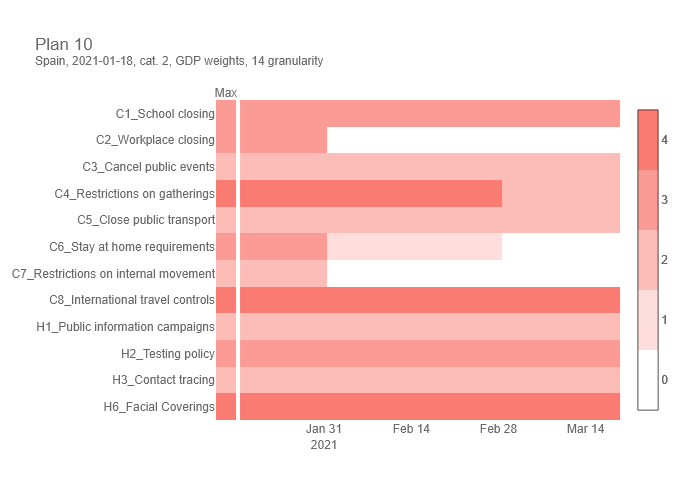 Plan 10
Spain, 2021-01-18, cat. 2, GDP weights, 14 granularity
Max
C1_School closing
C2_Workplace closing
C3_Cancel public events
C4_Restrictions on gatherings
C5_Close public transport
C6_Stay at home requirements
C7_Restrictions on internal movement
C8_International travel controls
H1_Public information campaigns
H2_Testing policy
H3_Contact tracing
H6_Facial Coverings
Jan 31 Feb 14 Feb 28 Mar 14
2021
4
3
2
1
0